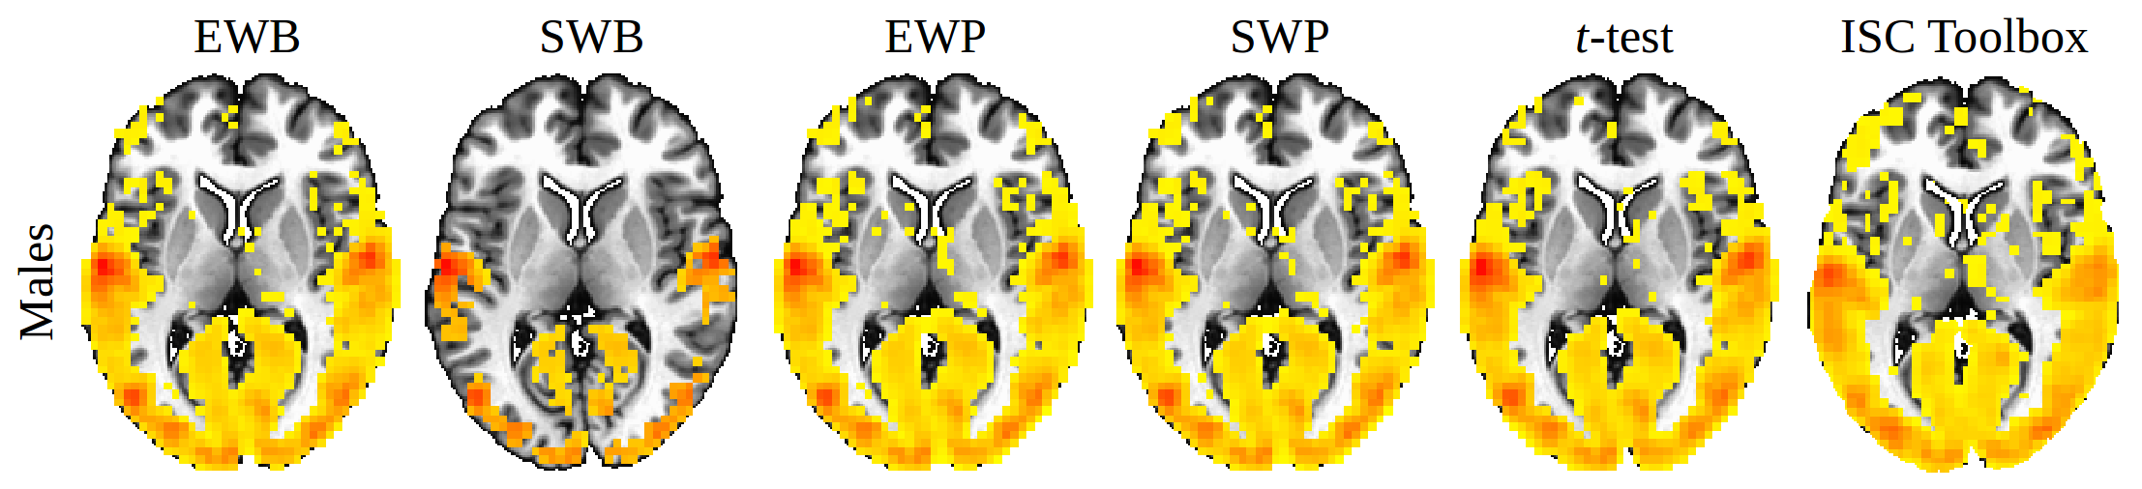 EWB SWB EWP SWP t-test ISC Toolbox
Males